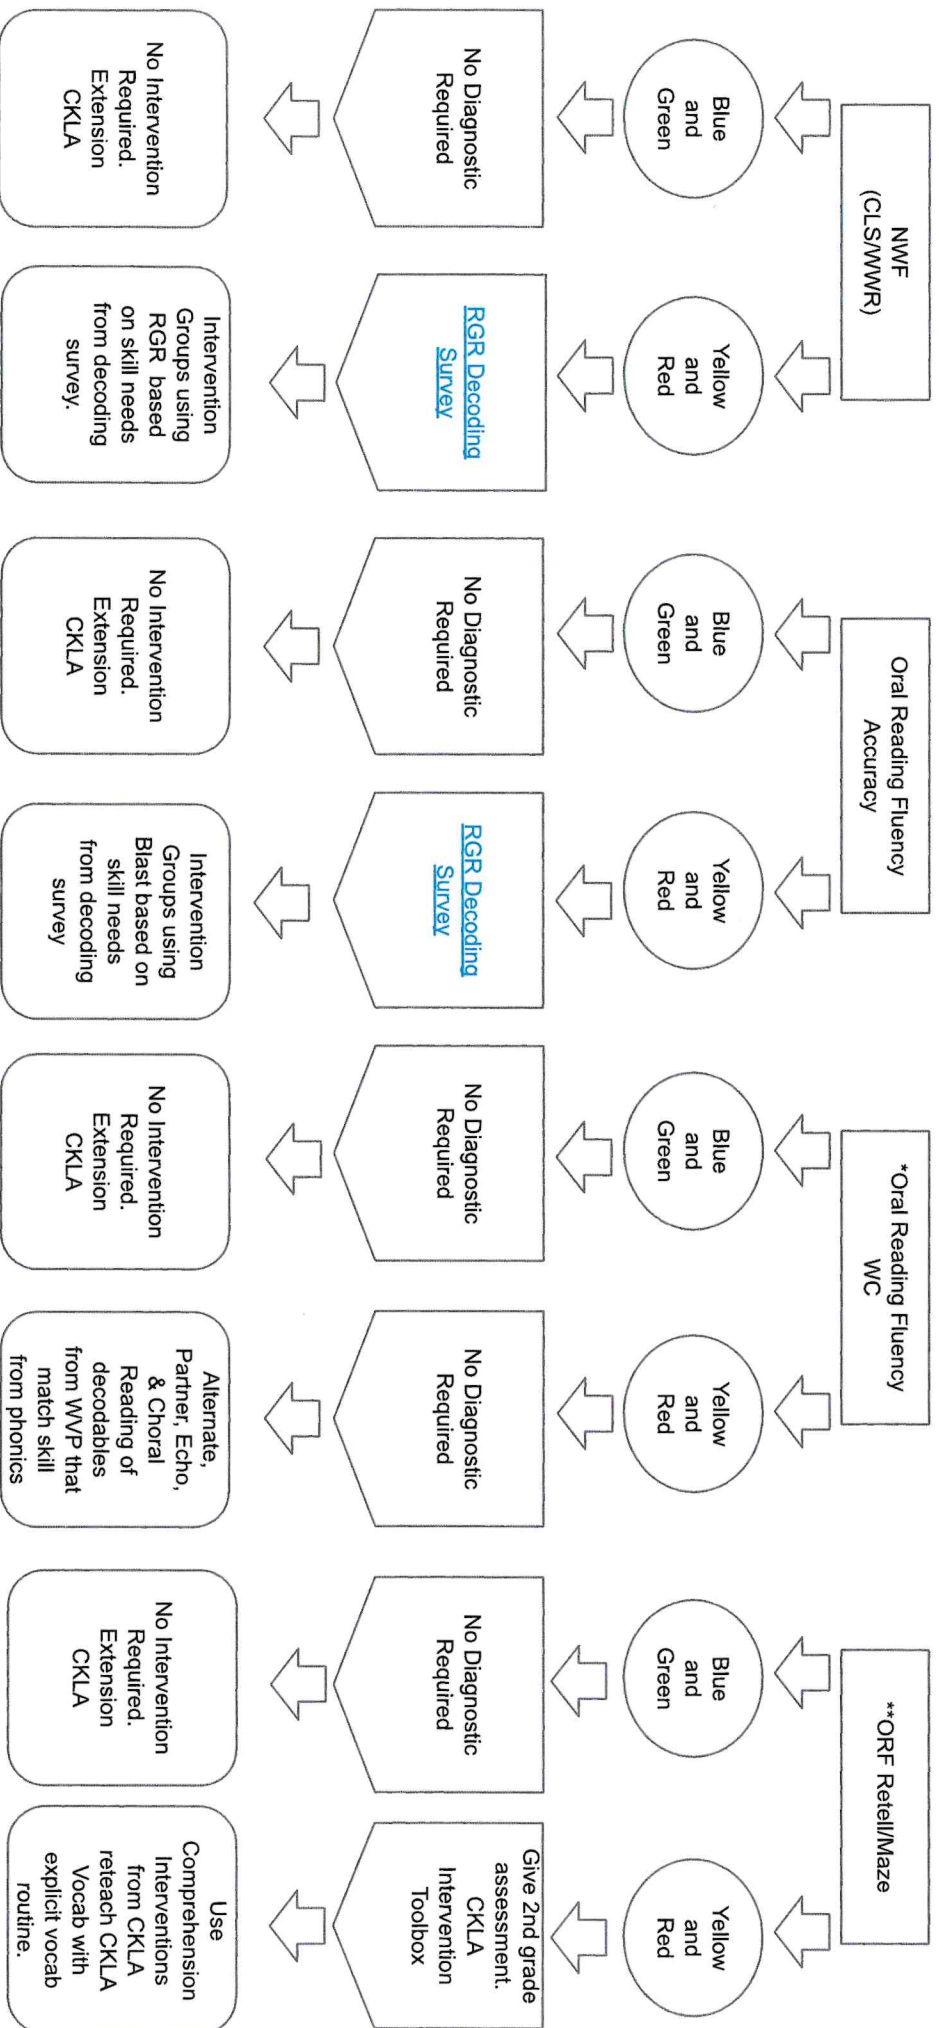 NWF
(CLS/WWR)
Blue
and
Green
No Diagnostic
Required
No Intervention
Required.
Extension
CKLA
Yellow
and
Red
RGR Decoding
Survey
Intervention
Groups using
RGR based
on skill needs
from decoding
survey.
Oral Reading Fluency
Accuracy
Blue
and
Green
No Diagnostic
Required
No Intervention
Required.
Extension
CKLA
Yellow
and
Red
RGR Decoding
Survey
Intervention
Groups using
Blast based on
skill needs
from decoding
survey
*Oral Reading Fluency
WC
Blue
and
Green
No Diagnostic
Required
No Intervention
Required.
Extension
CKLA
Yellow
and
Red
No Diagnostic
Required
Alternate,
Partner, Echo,
& Choral
Reading of
decodables
from WVP that
match skill
from phonics
**ORF Retell/Maze
Blue
and
Green
No Diagnostic
Required
No Intervention
Required.
Extension
CKLA
Yellow
and
Red
Give 2nd grade
assessment.
CKLA
Intervention
Toolbox
Use
Comprehension
Interventions
from CKLA
reteach CKLA
Vocab with
explicit vocab
routine.